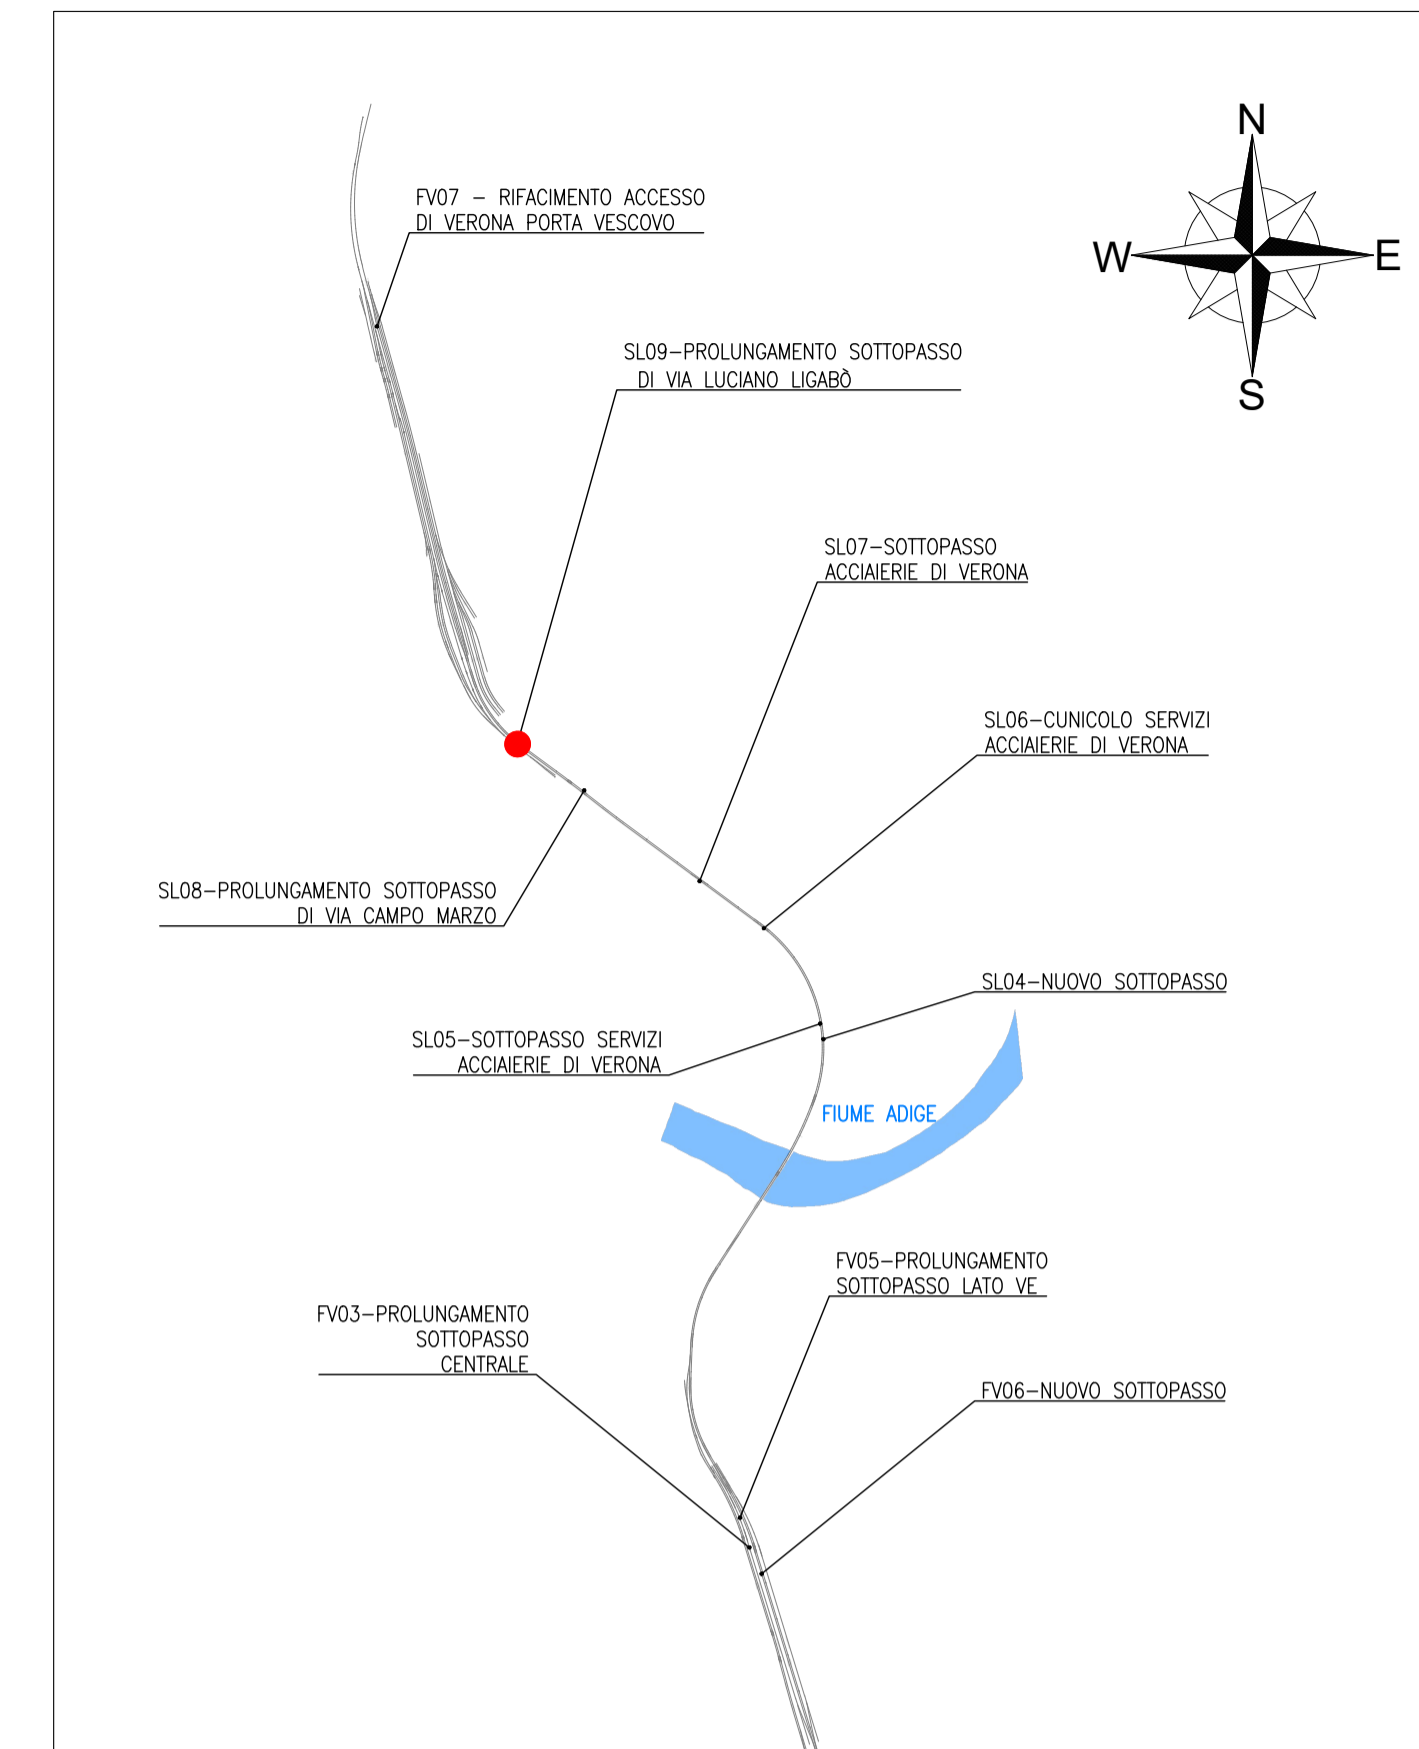 N
FV07 - RIFACIMENTO ACCESSO
DI VERONA PORTA VESCOVO
W
E
SL09-PROLUNGAMENTO SOTTOPASSO
DI VIA LUCIANO LIGABÒ
S
SL07-SOTTOPASSO
ACCIAIERIE DI VERONA
SL06-CUNICOLO SERVIZI
ACCIAIERIE DI VERONA
SL08-PROLUNGAMENTO SOTTOPASSO
DI VIA CAMPO MARZO
SL04-NUOVO SOTTOPASSO
SL05-SOTTOPASSO SERVIZI
ACCIAIERIE DI VERONA
FIUME ADIGE
FV05-PROLUNGAMENTO
SOTTOPASSO LATO VE
FV03-PROLUNGAMENTO
SOTTOPASSO
CENTRALE
FV06-NUOVO SOTTOPASSO